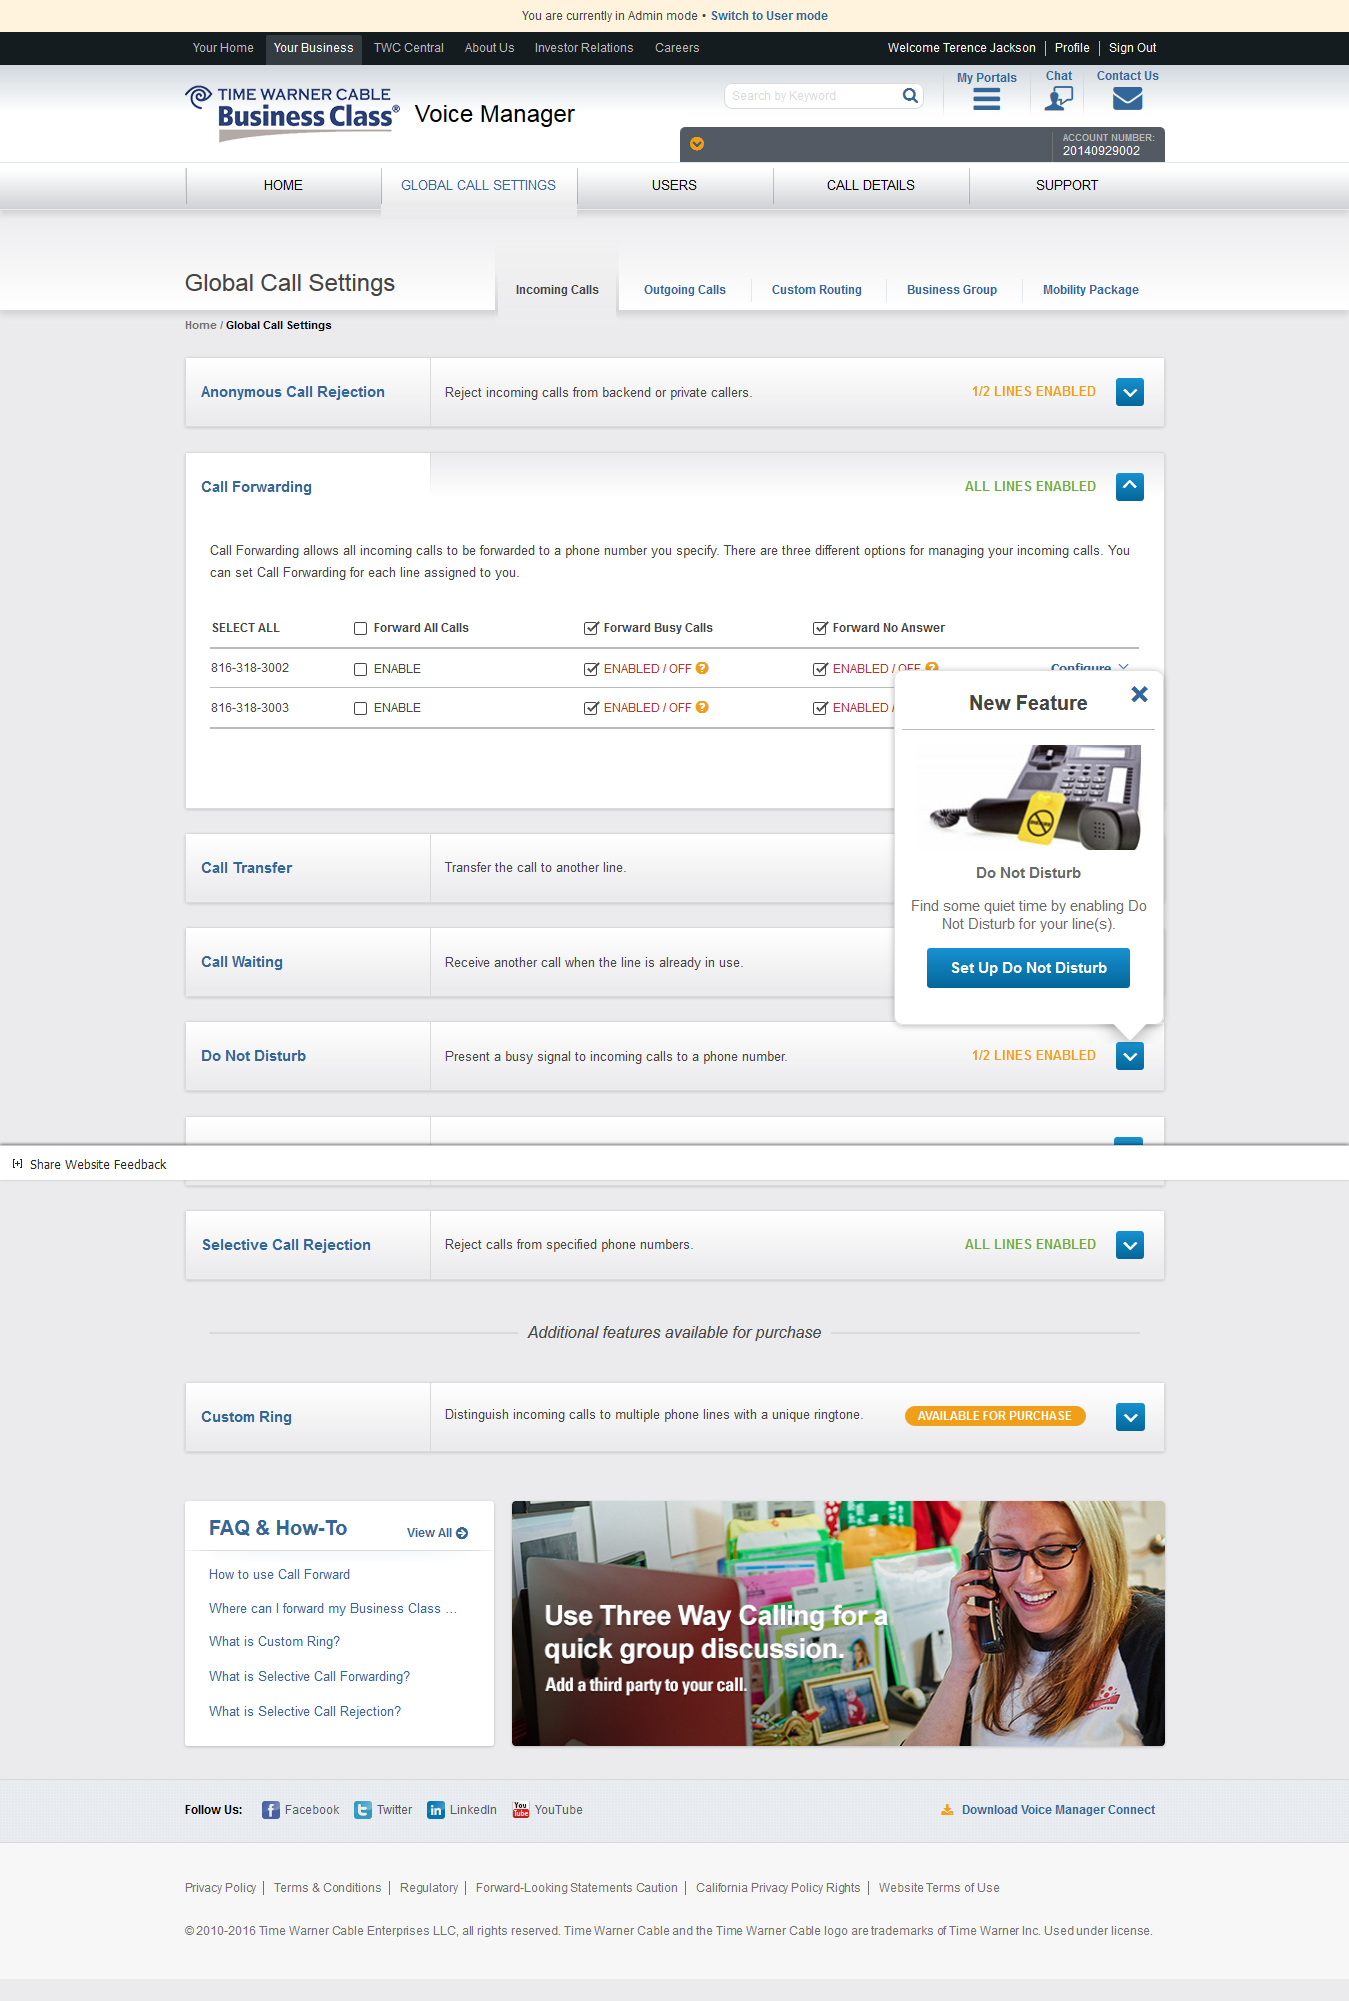 You are currently in Admin mode • Switch to User mode
Your Home Your Business TWC Central About Us Investor Relations Careers Welcome Terence Jackson Profile Sign Out
TIME WARNER CABLE
Business Class®
Voice Manager
Search by Keyword
My Portals
Chat
Contact Us
ACCOUNT NUMBER:
20140929002
HOME GLOBAL CALL SETTINGS USERS CALL DETAILS SUPPORT
Global Call Settings
Incoming Calls Outgoing Calls Custom Routing Business Group Mobility Package
Home / Global Call Settings
Anonymous Call Rejection Reject incoming calls from backend or private callers. 1/2 LINES ENABLED
Call Forwarding ALL LINES ENABLED
Call Forwarding allows all incoming calls to be forwarded to a phone number you specify. There are three different options for managing your incoming calls. You
can set Call Forwarding for each line assigned to you.
SELECT ALL Forward All Calls Forward Busy Calls Forward No Answer
816-318-3002 ENABLE ENABLED / OFF ? ENABLED / OFF ? Configure
816-318-3003 ENABLE ENABLED / OFF ? ENABLED /
New Feature
Do Not Disturb
Find some quiet time by enabling Do
Not Disturb for your line(s).
Set Up Do Not Disturb
Call Transfer Transfer the call to another line.
Call Waiting Receive another call when the line is already in use.
Do Not Disturb Present a busy signal to incoming calls to a phone number. 1/2 LINES ENABLED
[+] Share Website Feedback
Selective Call Rejection Reject calls from specified phone numbers. ALL LINES ENABLED
Additional features available for purchase
Custom Ring Distinguish incoming calls to multiple phone lines with a unique ringtone. AVAILABLE FOR PURCHASE
FAQ & How-To View All
How to use Call Forward
Where can I forward my Business Class ...
What is Custom Ring?
What is Selective Call Forwarding?
What is Selective Call Rejection?
Use Three Way Calling for a
quick group discussion.
Add a third party to your call.
Follow Us: Facebook Twitter LinkedIn YouTube Download Voice Manager Connect
Privacy Policy Terms & Conditions Regulatory Forward-Looking Statements Caution California Privacy Policy Rights Website Terms of Use
© 2010-2016 Time Warner Cable Enterprises LLC, all rights reserved. Time Warner Cable and the Time Warner Cable logo are trademarks of Time Warner Inc. Used under license.